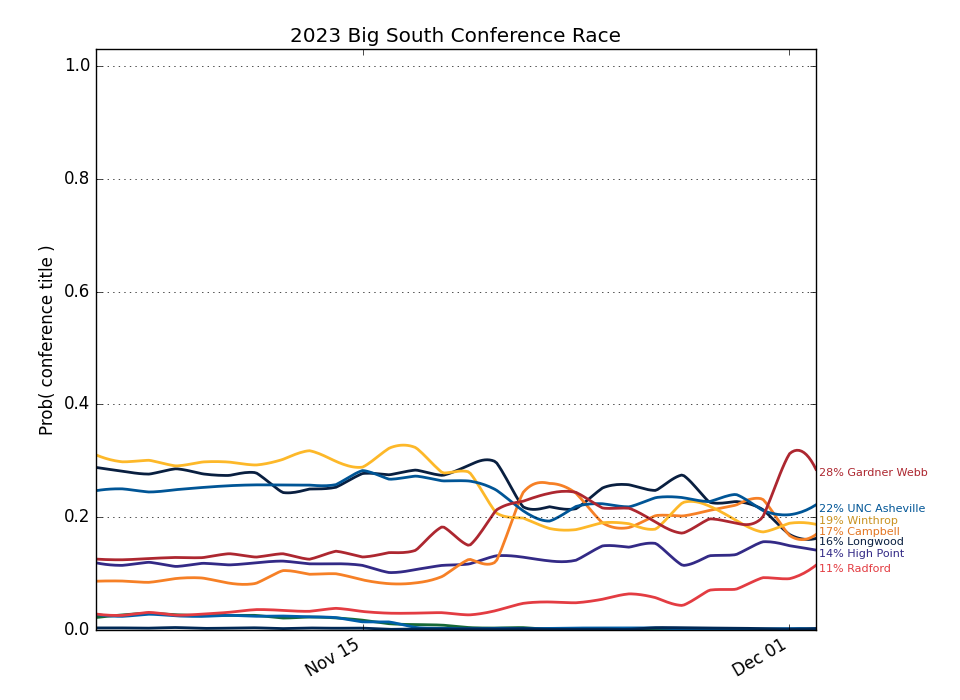 2023 Big South Conference Race
Prob( conference title )
1.0
0.8
0.6
0.4
0.2
0.0
Nov 15
Dec 01
28% Gardner Webb
22% UNC Asheville
19% Winthrop
17% Campbell
16% Longwood
14% High Point
11% Radford